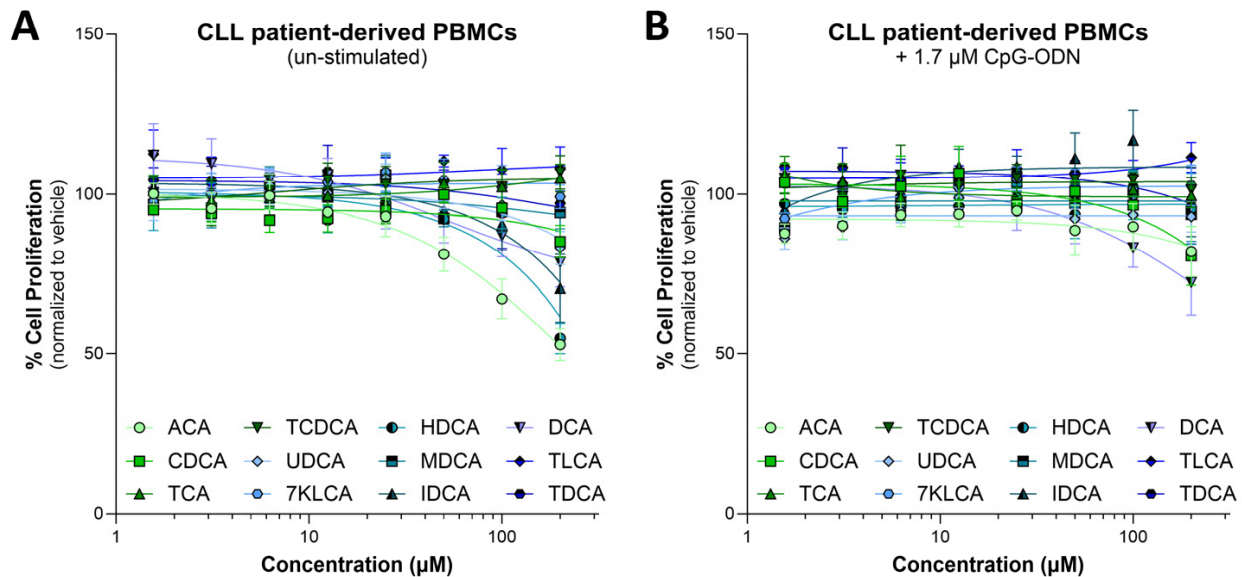 A
CLL patient-derived PBMCs
(un-stimulated)
% Cell Proliferation
(normalized to vehicle)
150
100
50
0
ACA TCDCA HDCA DCA
CDCA UDCA MDCA TLCA
TCA 7KLCA IDCA TDCA
1 10 100
Concentration (µM)
B
CLL patient-derived PBMCs
+ 1.7 µM CpG-ODN
% Cell Proliferation
(normalized to vehicle)
150
100
50
0
ACA TCDCA HDCA DCA
CDCA UDCA MDCA TLCA
TCA 7KLCA IDCA TDCA
1 10 100
Concentration (µM)